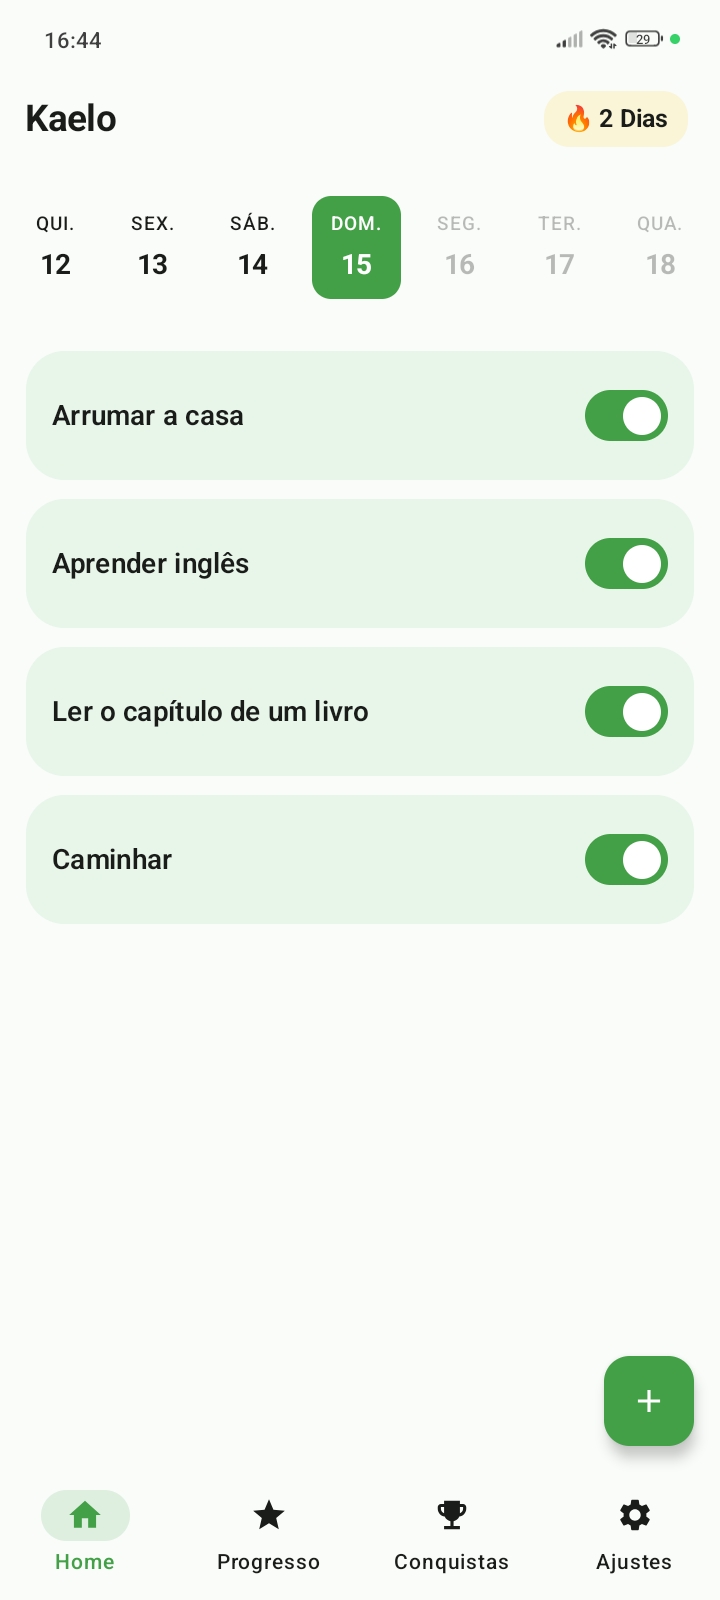 16:44
29
Kaelo
🔥 2 Dias
QUI. SEX. SÁB. DOM. SEG. TER. QUA.
12 13 14 15 16 17 18
Arrumar a casa
Aprender inglês
Ler o capítulo de um livro
Caminhar
+
Home Progresso Conquistas Ajustes